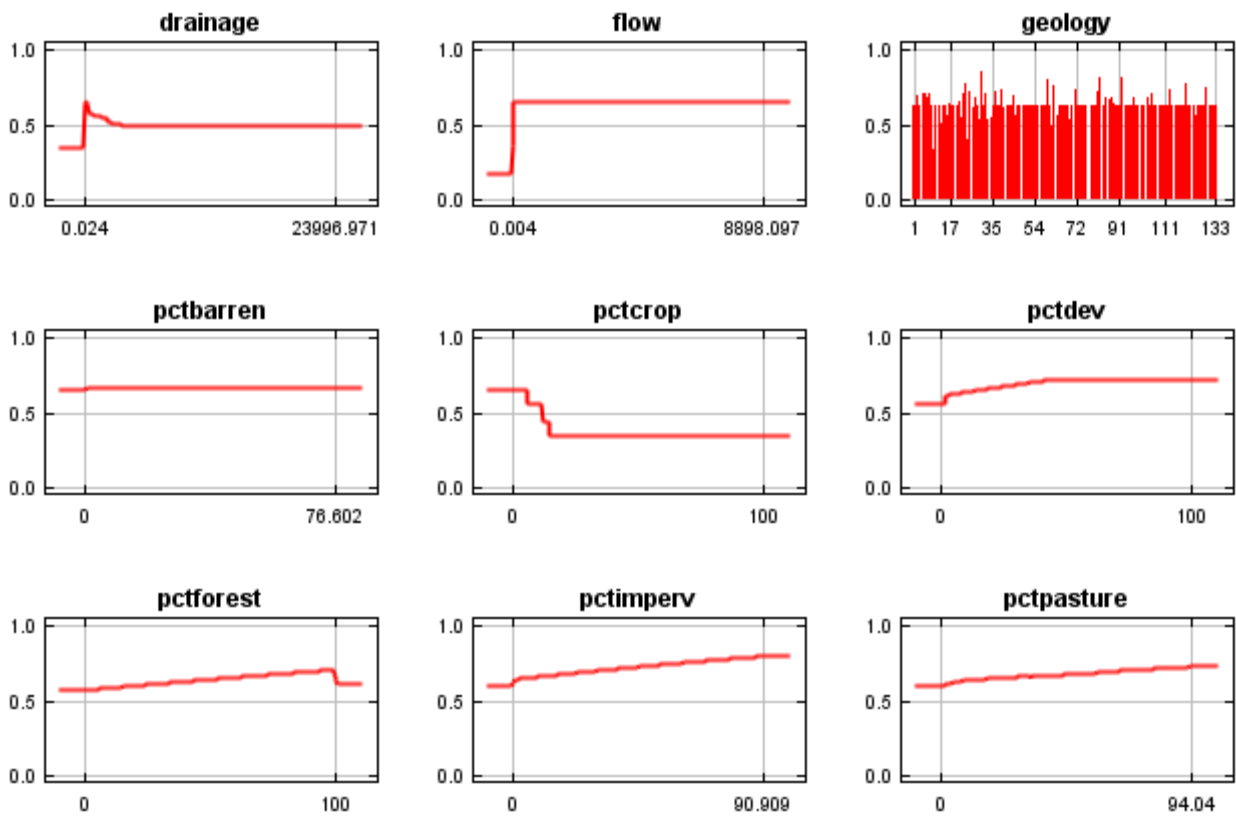 drainage flow geology
1.0 1.0 1.0
0.5 0.5 0.5
0.0 0.0 0.0
0.024 23996.971 0.004 8898.097 1 17 35 54 72 91 111 133
pctbarren pctcrop pctdev
1.0 1.0 1.0
0.5 0.5 0.5
0.0 0.0 0.0
0 76.602 0 100 0 100
pctforest pctimperv pctpasture
1.0 1.0 1.0
0.5 0.5 0.5
0.0 0.0 0.0
0 100 0 90.909 0 94.04